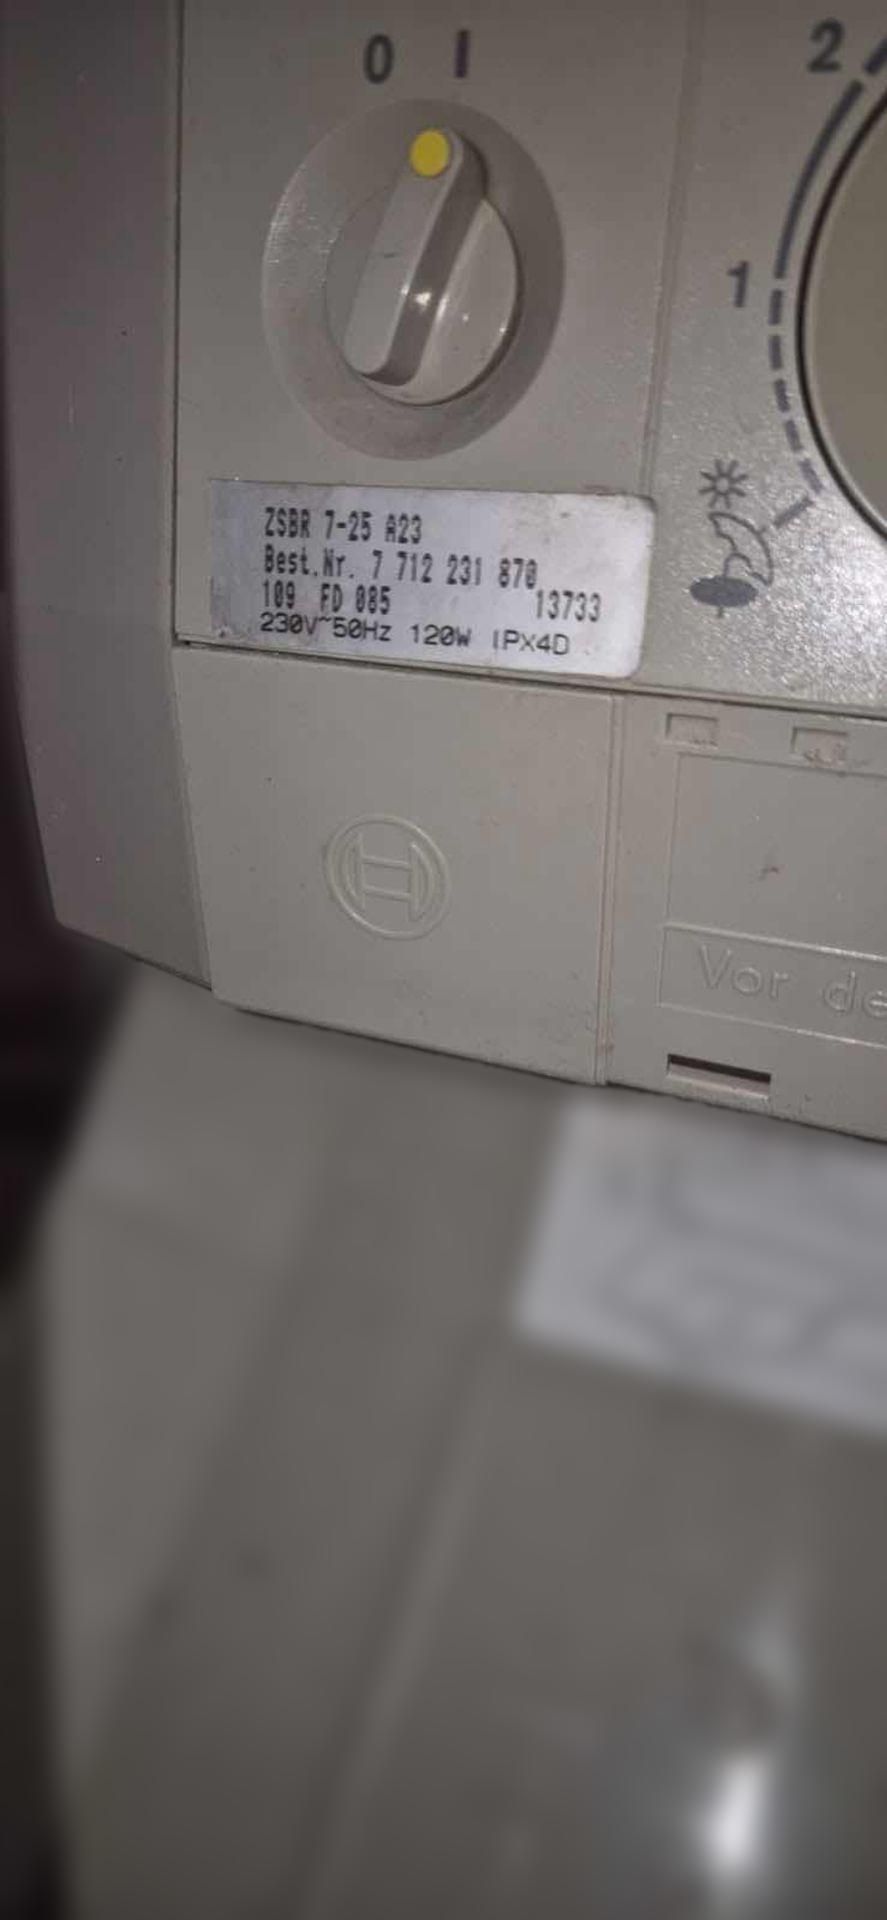 0 I
2
1
ZSBR 7-25 A23
Best.Nr. 7 712 231 870
109 FD 085 13733
230V~50Hz 120W IPX4D
Vor de